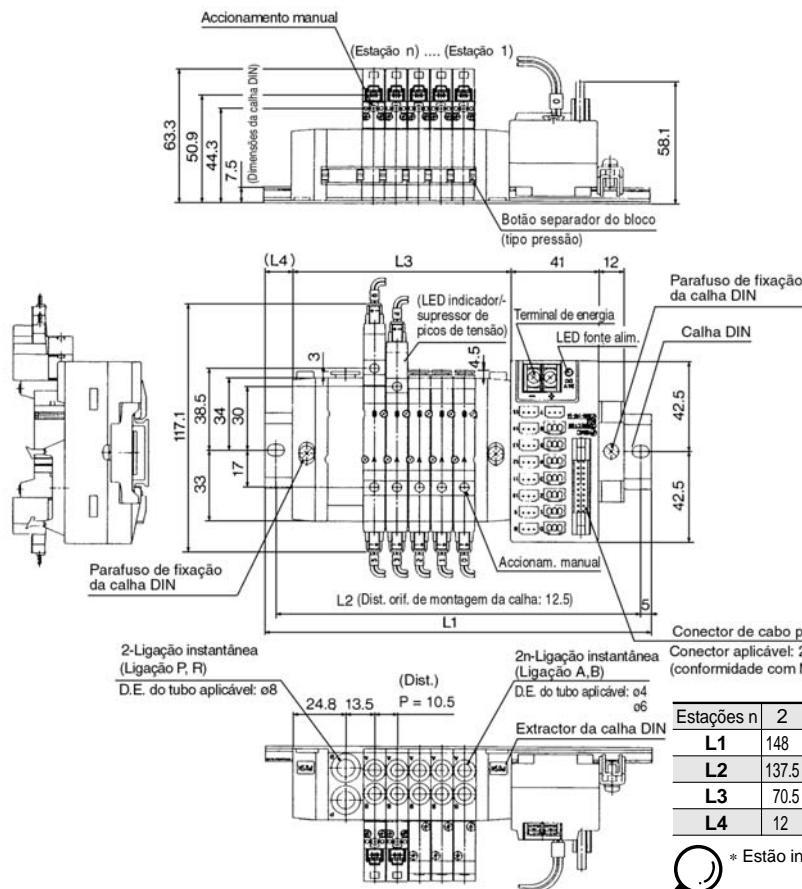 Accionamento manual
(Estação n) .... (Estação 1)
63.3
50.9
44.3
7.5
(Dimensões da calha DIN)
58.1
Botão separador do bloco
(tipo pressão)
(L4)
L3
41
12
Parafuso de fixação
da calha DIN
(LED indicador/-
supressor de
picos de tensão)
Terminal de energia
LED fonte alim.
Calha DIN
3
4.5
117.1
38.5
34
30
17
33
42.5
42.5
Parafuso de fixação
da calha DIN
Accionam. manual
L2 (Dist. orif. de montagem da calha: 12.5)
5
L1
Conector de cabo p
Conector aplicável: 2
(conformidade com
2-Ligação instantânea
(Ligação P, R)
D.E. do tubo aplicável: ø8
2n-Ligação instantânea
(Ligação A,B)
D.E. do tubo aplicável: ø4
ø6
(Dist.)
24.8
13.5
P = 10.5
Extractor da calha DIN
Estações n 2
L1 148
L2 137.5
L3 70.5
L4 12
* Estão in